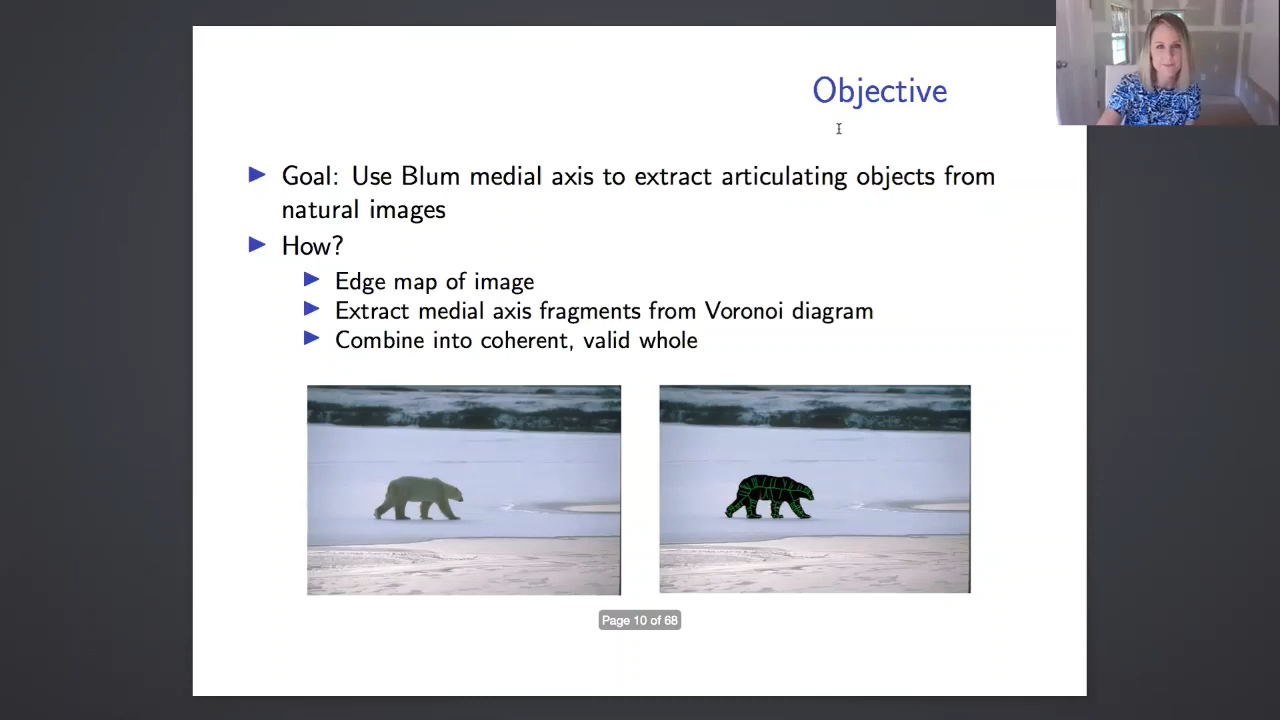 Objective
Goal: Use Blum medial axis to extract articulating objects from
natural images
How?
Edge map of image
Extract medial axis fragments from Voronoi diagram
Combine into coherent, valid whole
Page 10 of 68